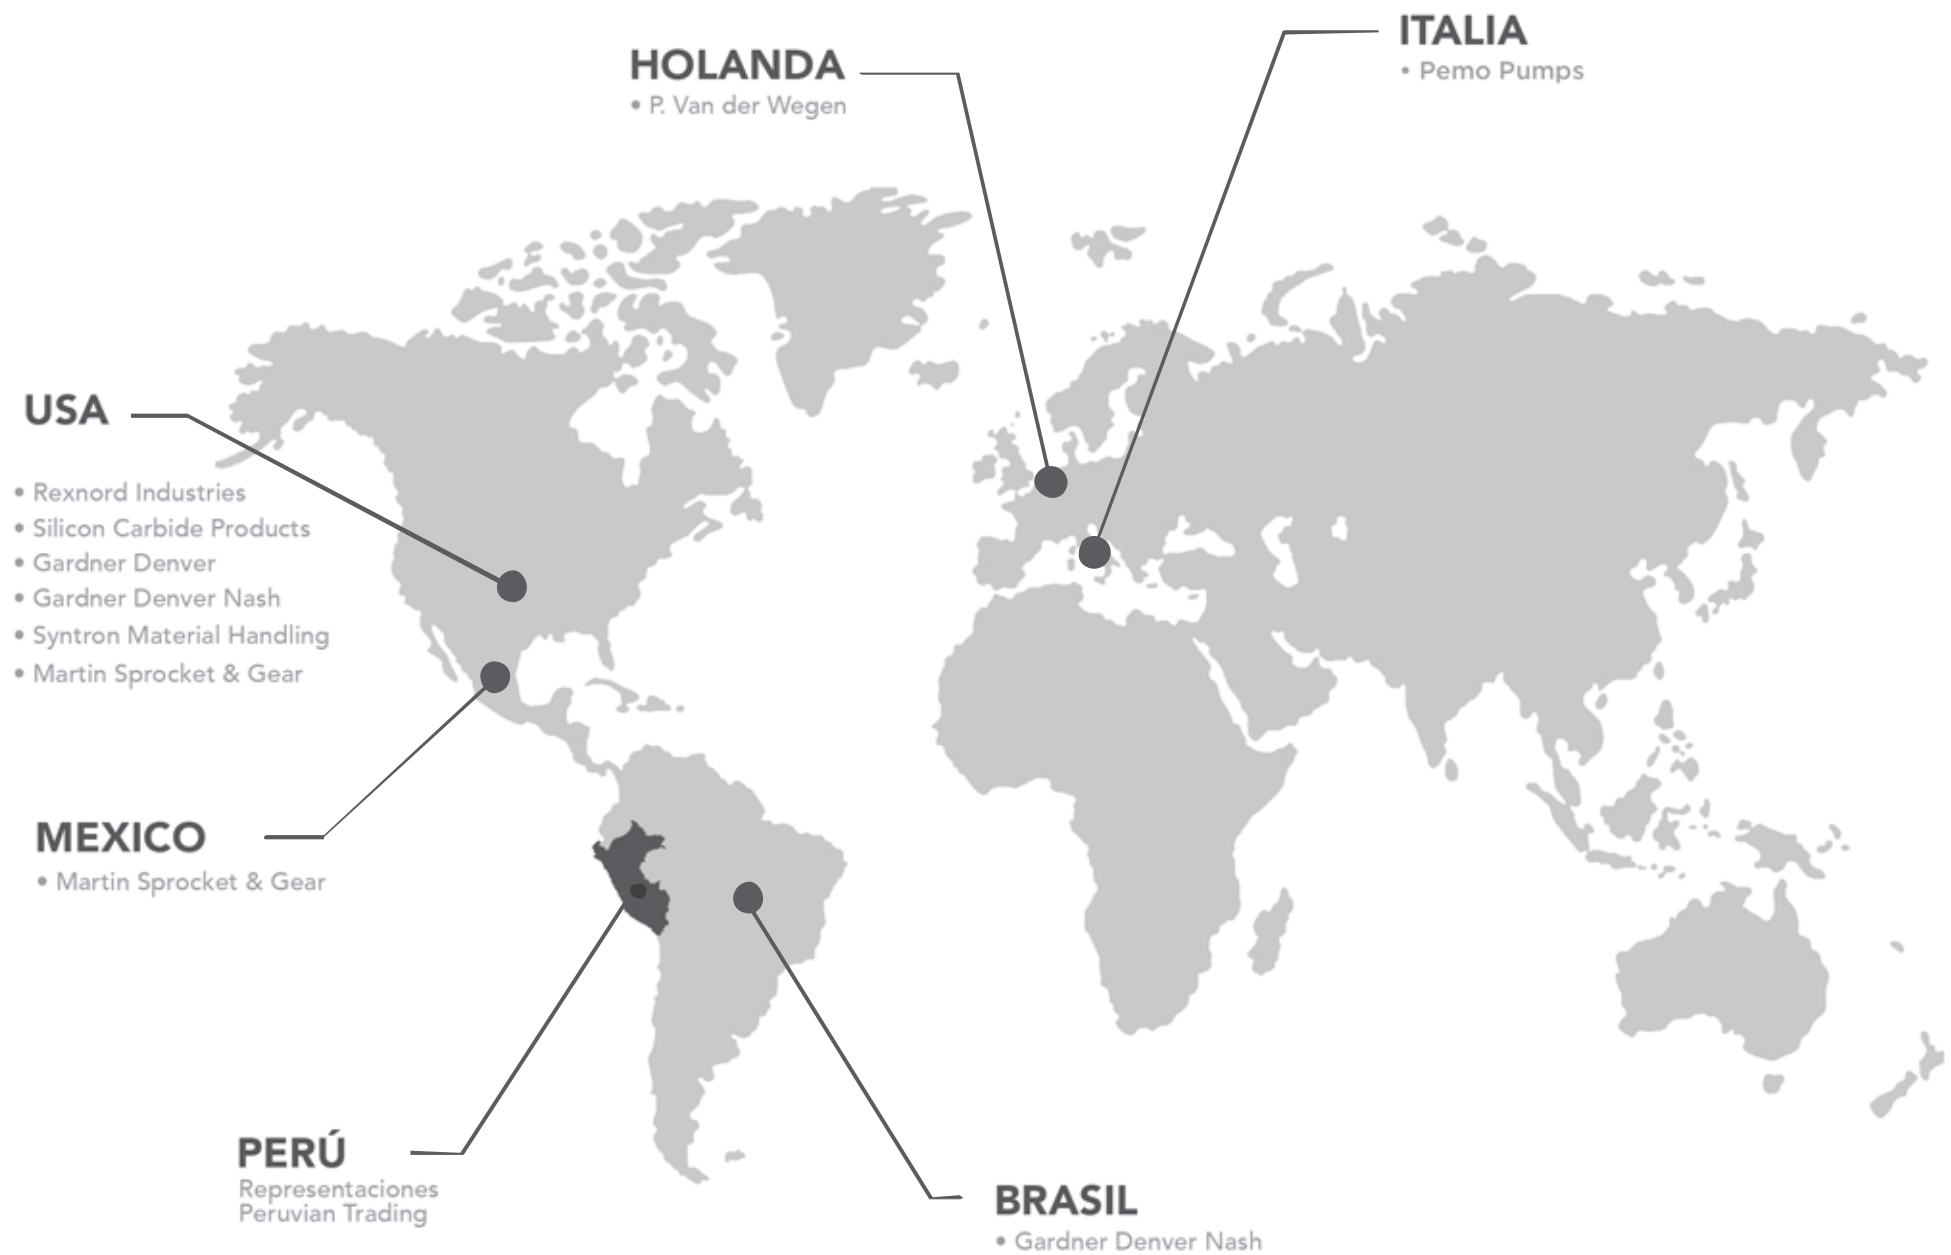 ITALIA
• Pemo Pumps
HOLANDA
• P. Van der Wegen
USA
• Rexnord Industries
• Silicon Carbide Products
• Gardner Denver
• Gardner Denver Nash
• Syntron Material Handling
• Martin Sprocket & Gear
MEXICO
• Martin Sprocket & Gear
PERÚ
Representaciones
Peruvian Trading
BRASIL
• Gardner Denver Nash